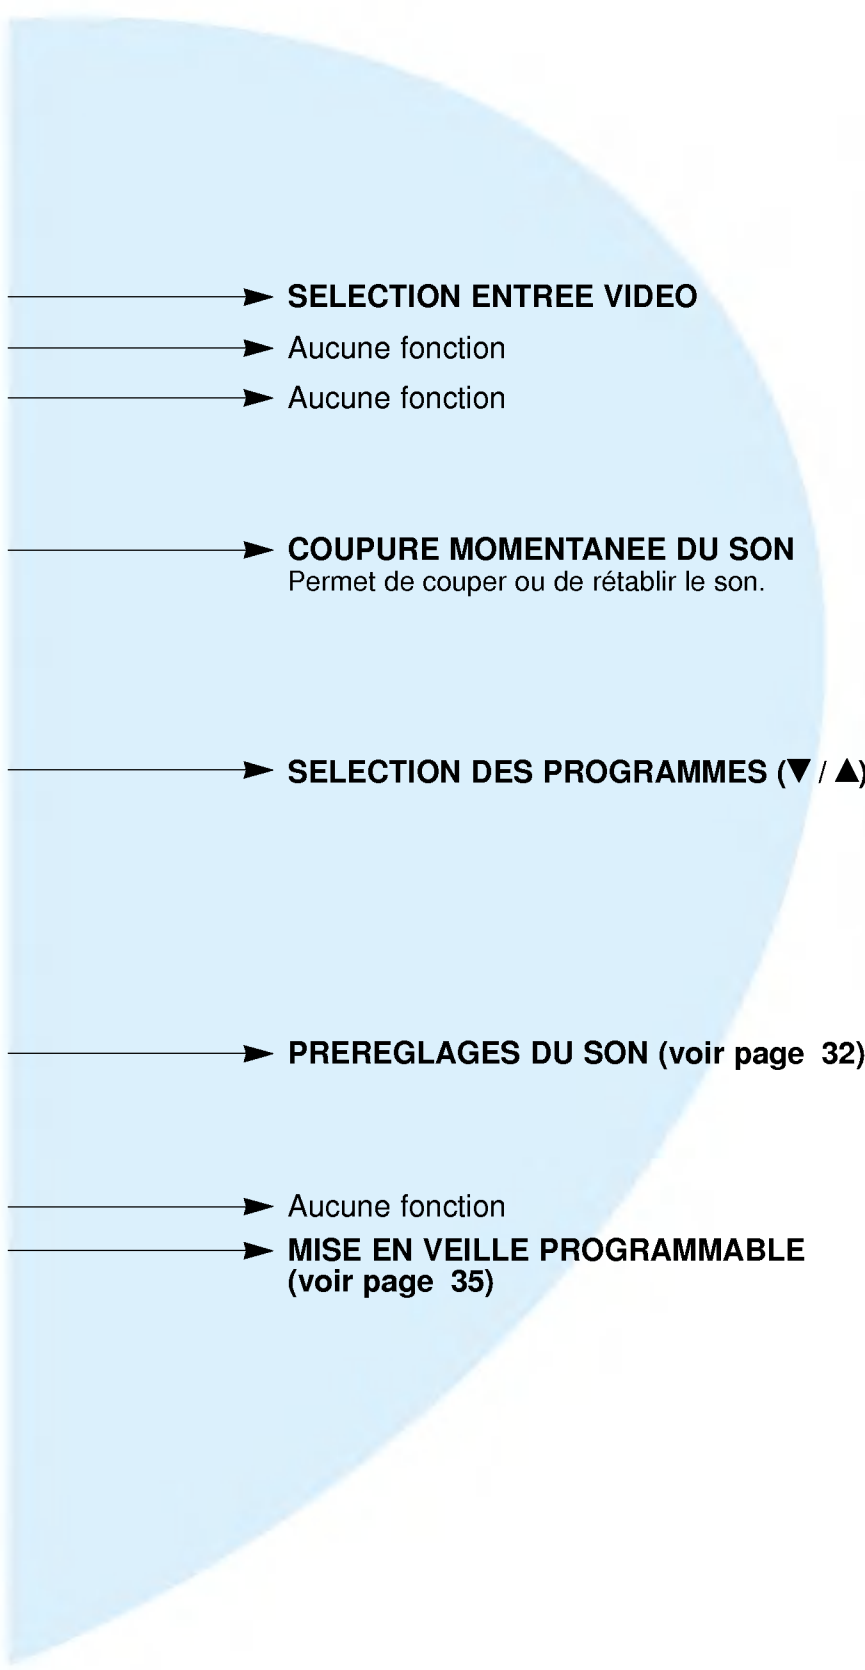 SELECTION ENTREE VIDEO
Aucune fonction
Aucune fonction
COUPURE MOMENTANEE DU SON
Permet de couper ou de rétablir le son.
SELECTION DES PROGRAMMES (▼ / ▲)
PREREGLAGES DU SON (voir page 32)
Aucune fonction
MISE EN VEILLE PROGRAMMABLE
(voir page 35)